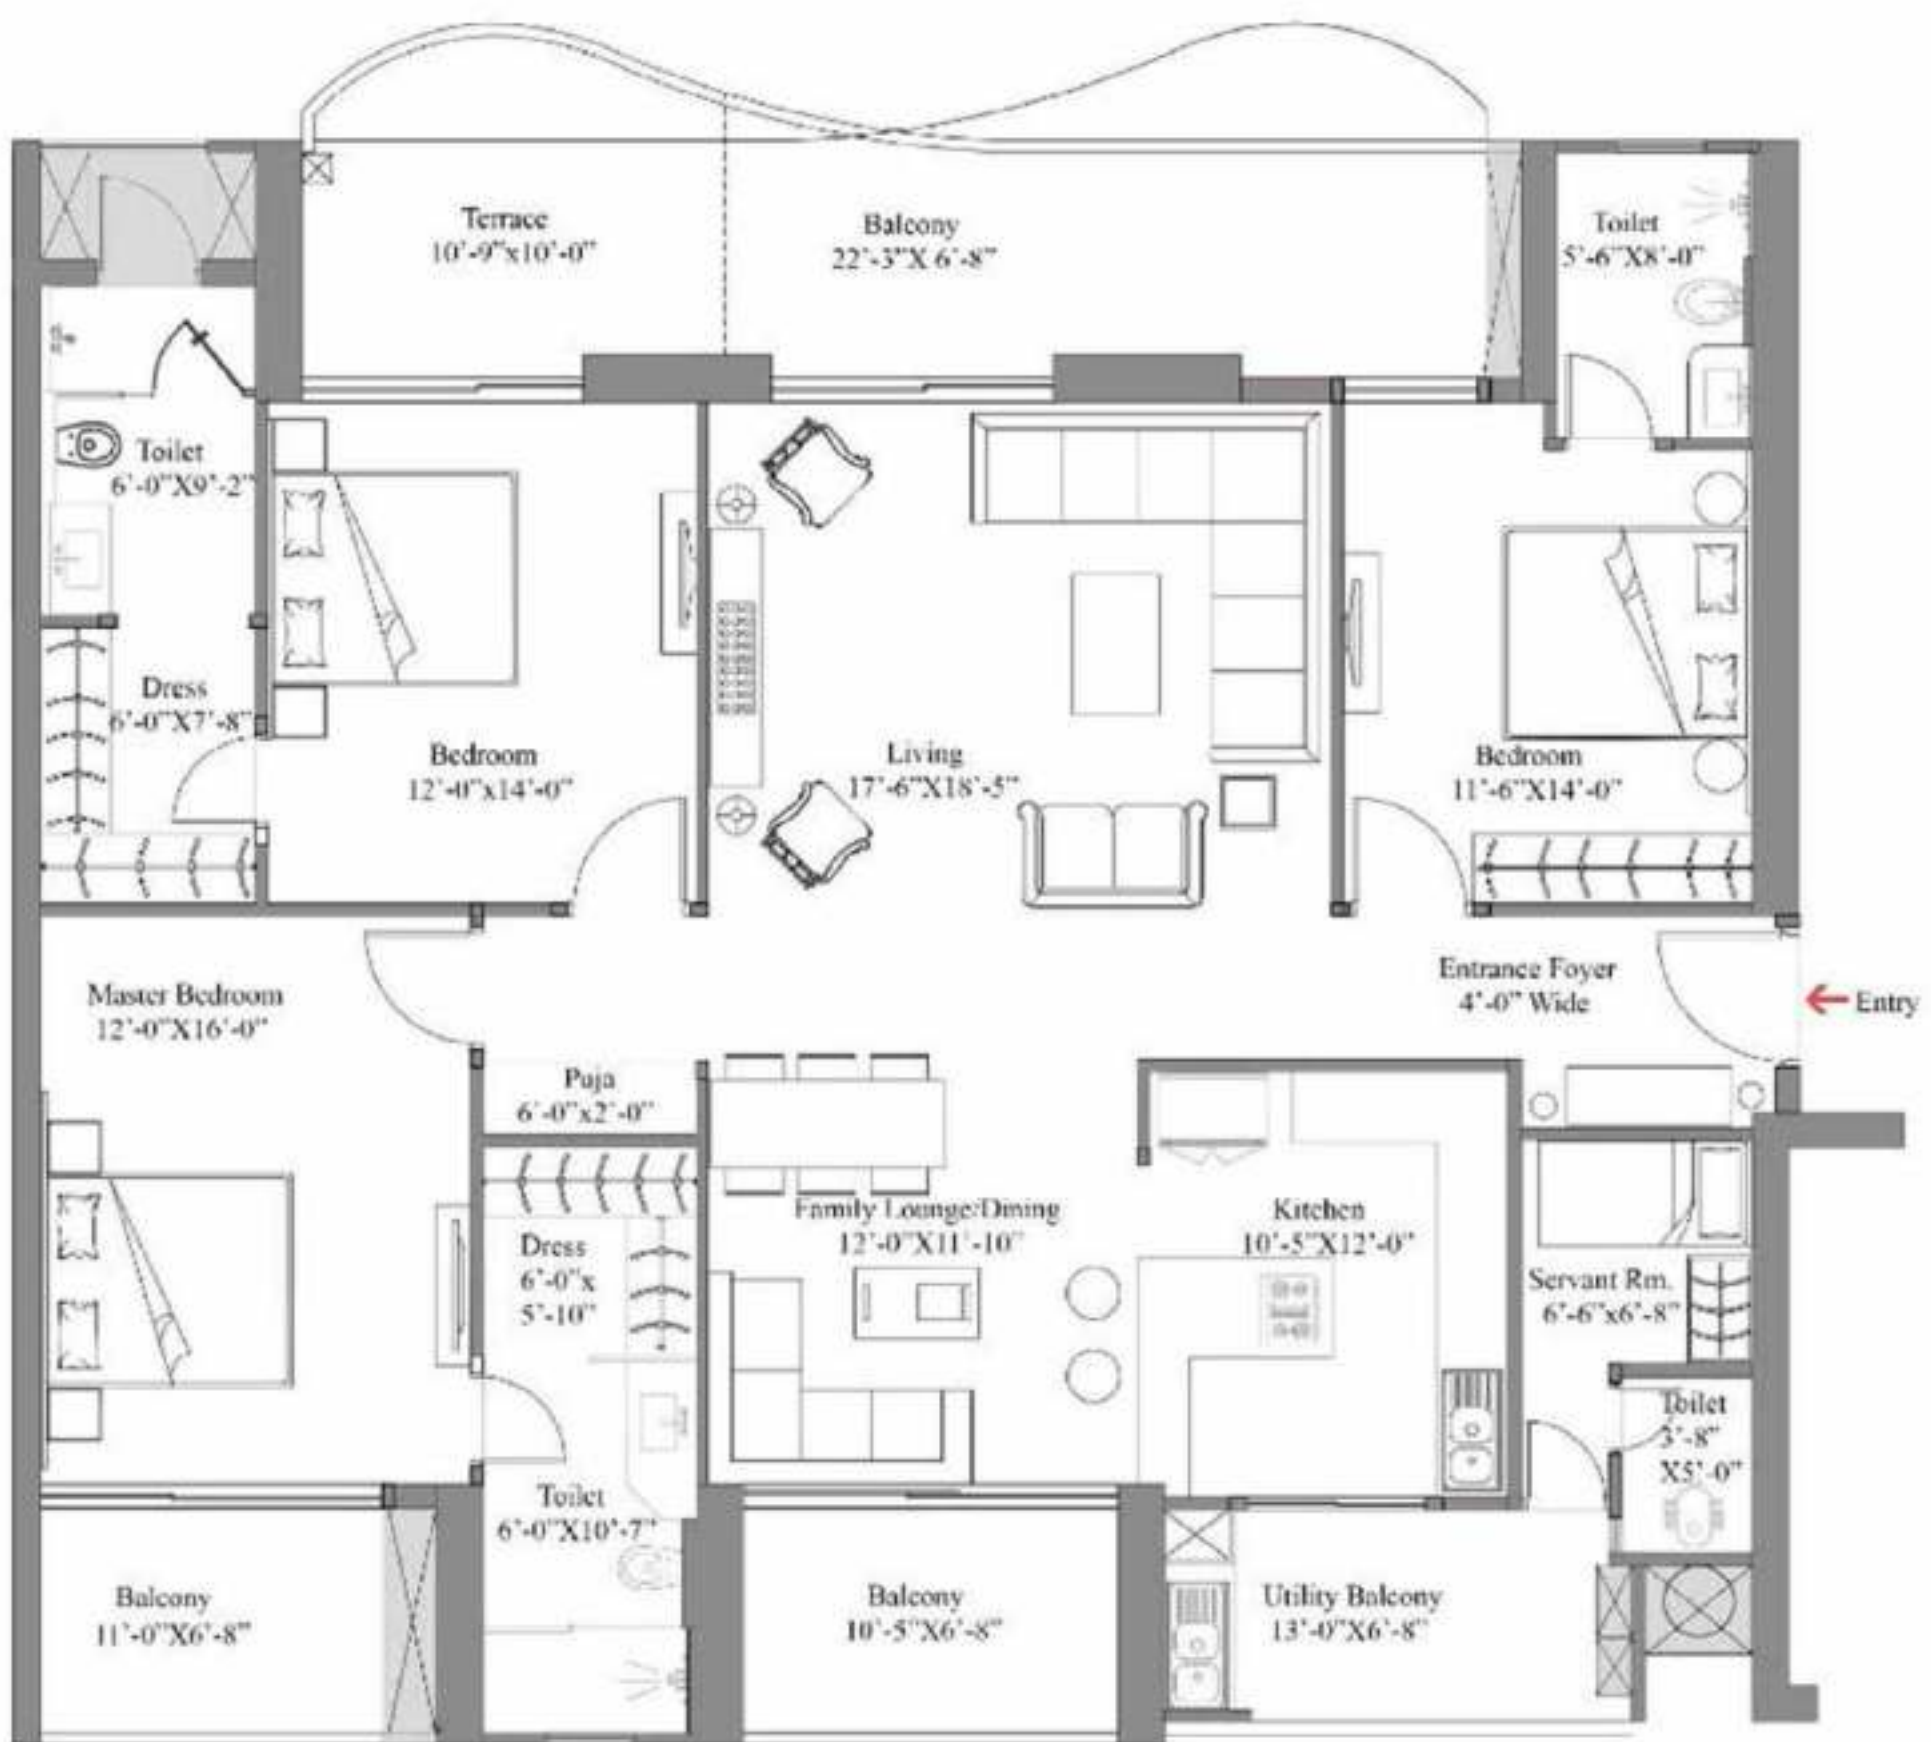 Terrace
10'-9"x10'-0"
Balcony
22'-3"X 6'-8"
Toilet
5'-6"X8'-0"
Toilet
6'-0"X9'-2"
Dress
6'-0"X7'-8"
Bedroom
12'-0"x14'-0"
Living
17'-6"X18'-5"
Bedroom
11'-6"X14'-0"
Master Bedroom
12'-0"X16'-0"
Entrance Foyer
4'-0" Wide
Entry
Puja
6'-0"x2'-0"
Family Lounge/Dining
12'-0"X11'-10"
Kitchen
10'-5"X12'-0"
Dress
6'-0"x
5'-10"
Servant Rm.
6'-6"x6'-8"
Toilet
3'-8"
X5'-0"
Toilet
6'-0"X10'-7"
Balcony
11'-0"X6'-8"
Balcony
10'-5"X6'-8"
Utility Balcony
13'-0"X6'-8"